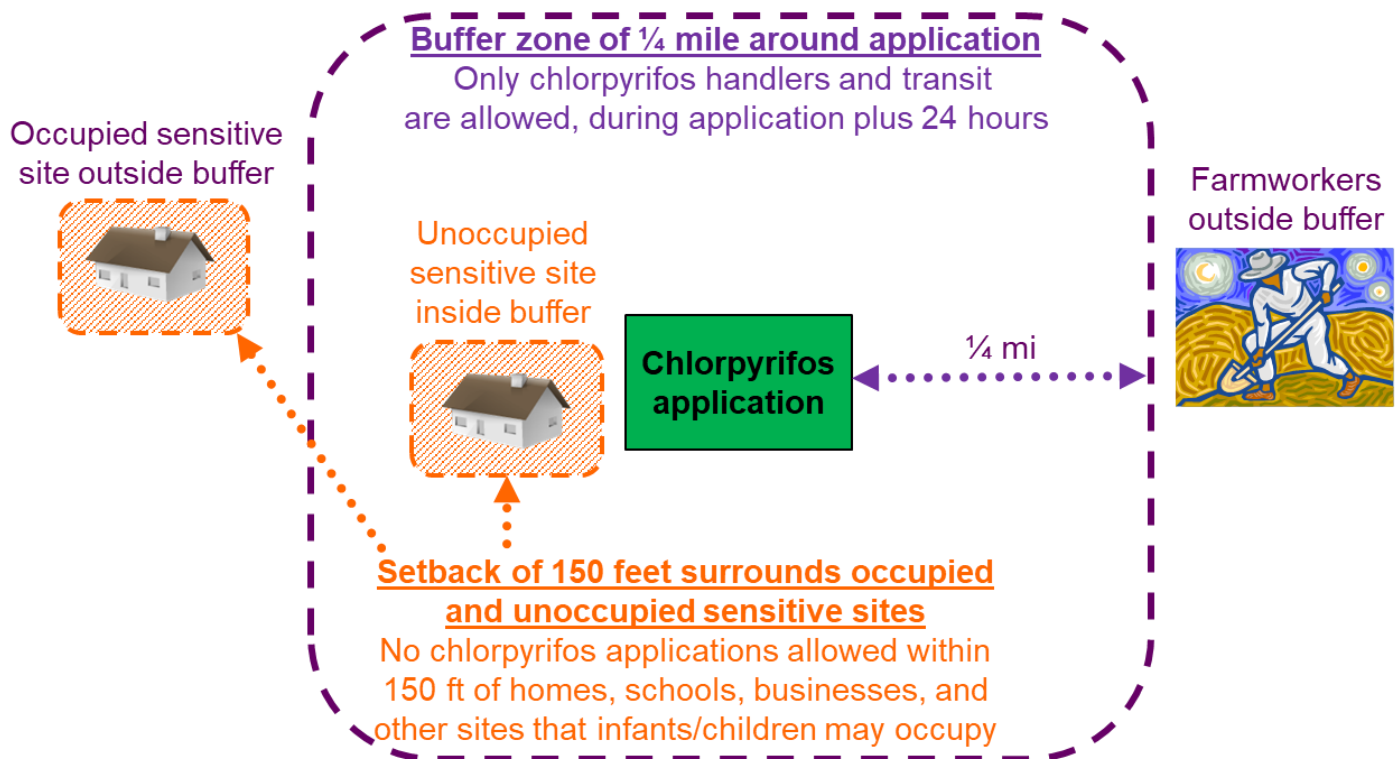 Buffer zone of ¼ mile around application
Only chlorpyrifos handlers and transit
are allowed, during application plus 24 hours
Occupied sensitive
site outside buffer
Farmworkers
outside buffer
Unoccupied
sensitive site
inside buffer
Chlorpyrifos
application
¼ mi
Setback of 150 feet surrounds occupied
and unoccupied sensitive sites
No chlorpyrifos applications allowed within
150 ft of homes, schools, businesses, and
other sites that infants/children may occupy